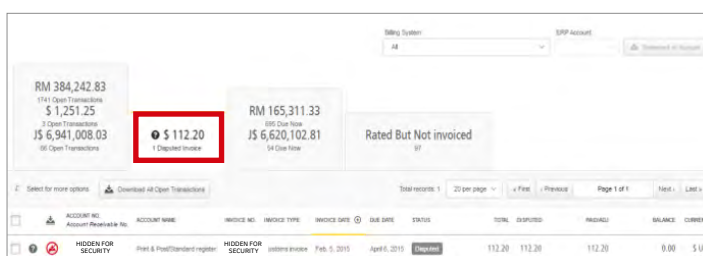 Billing System
All
ERP Account
Statement of Account
RM 384,242.83
1741 Open Transactions
$ 1,251.25
3 Open Transactions
J$ 6,941,008.03
66 Open Transactions
$ 112.20
1 Disputed Invoice
RM 165,311.33
695 Due Now
J$ 6,620,102.81
54 Due Now
Rated But Not invoiced
97
Select for more options
Download All Open Transactions
Total records: 1
20 per page
« First
‹ Previous
Page 1 of 1
Next ›
Last »
ACCOUNT NO.
Account Receivable No.
ACCOUNT NAME
INVOICE NO.
INVOICE TYPE
INVOICE DATE
DUE DATE
STATUS
TOTAL
DISPUTED
PAID/ADJ
BALANCE
CURREN
HIDDEN FOR
SECURITY
Print & Post/Standard register
HIDDEN FOR
SECURITY
customs invoice
Feb. 5, 2015
April 6, 2015
Disputed
112.20
112.20
112.20
0.00
$ U